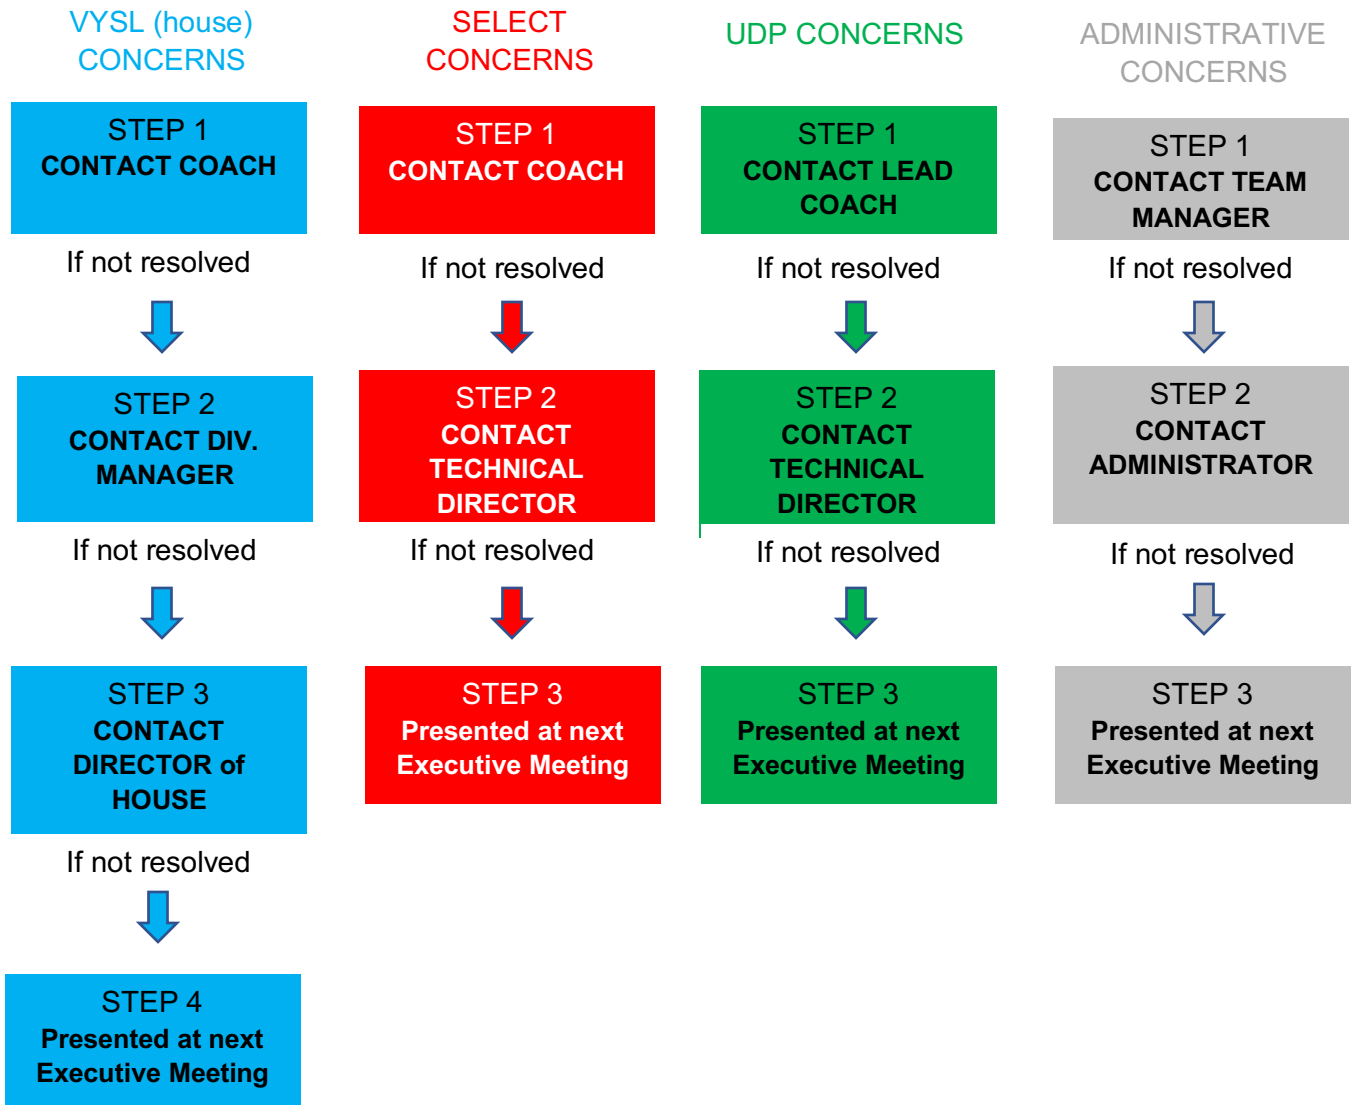 VYSL (house)
CONCERNS
STEP 1
CONTACT COACH
If not resolved
STEP 2
CONTACT DIV.
MANAGER
If not resolved
STEP 3
CONTACT
DIRECTOR of
HOUSE
If not resolved
STEP 4
Presented at next
Executive Meeting
SELECT
CONCERNS
STEP 1
CONTACT COACH
If not resolved
STEP 2
CONTACT
TECHNICAL
DIRECTOR
If not resolved
STEP 3
Presented at next
Executive Meeting
UDP CONCERNS
STEP 1
CONTACT LEAD
COACH
If not resolved
STEP 2
CONTACT
TECHNICAL
DIRECTOR
If not resolved
STEP 3
Presented at next
Executive Meeting
ADMINISTRATIVE
CONCERNS
STEP 1
CONTACT TEAM
MANAGER
If not resolved
STEP 2
CONTACT
ADMINISTRATOR
If not resolved
STEP 3
Presented at next
Executive Meeting